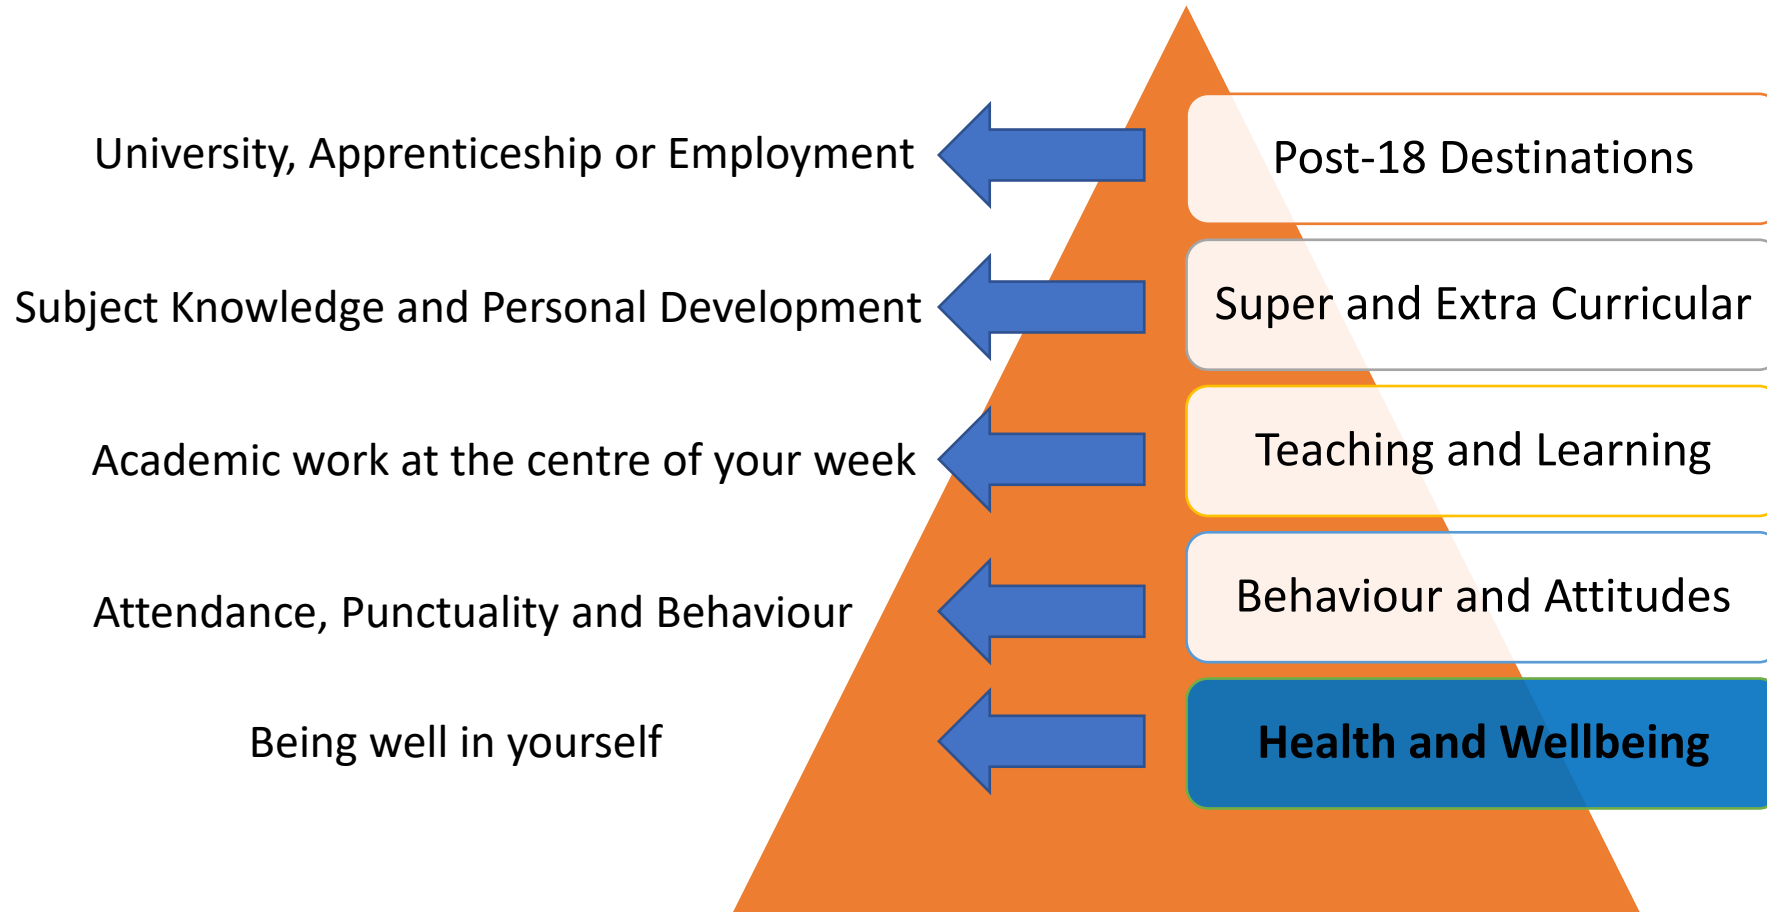 University, Apprenticeship or Employment
Post-18 Destinations
Subject Knowledge and Personal Development
Super and Extra Curricular
Academic work at the centre of your week
Teaching and Learning
Attendance, Punctuality and Behaviour
Behaviour and Attitudes
Being well in yourself
Health and Wellbeing